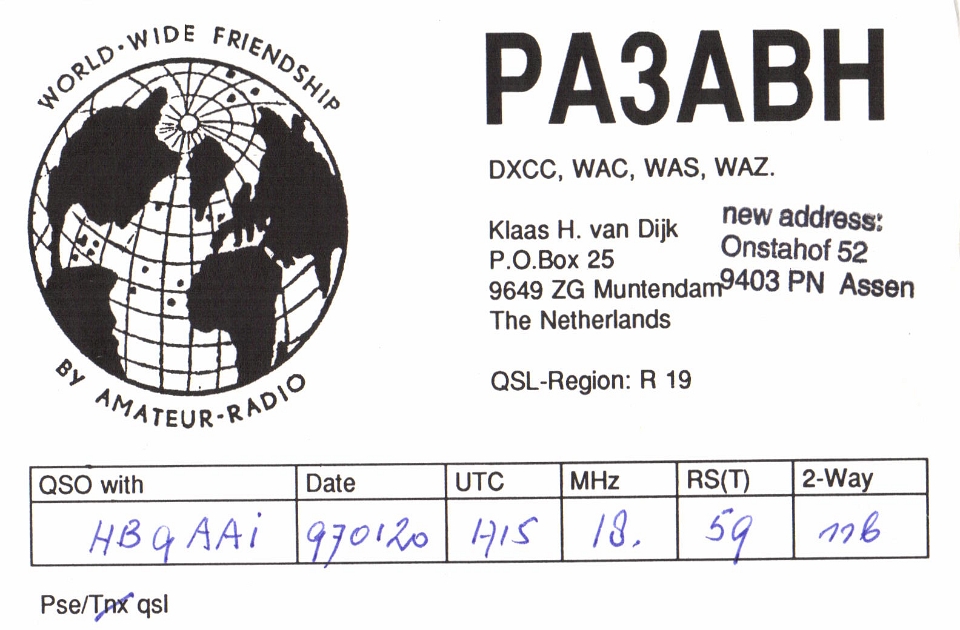 WORLD-WIDE FRIENDSHIP
BY AMATEUR-RADIO
PA3ABH
DXCC, WAC, WAS, WAZ.
Klaas H. van Dijk
P.O.Box 25
9649 ZG Muntendam
The Netherlands
new address:
Onstahof 52
9403 PN Assen
QSL-Region: R 19
QSO with Date UTC MHz RS(T) 2-Way
HB9AAi 970120 1415 18. 59
Pse/Tnx qsl